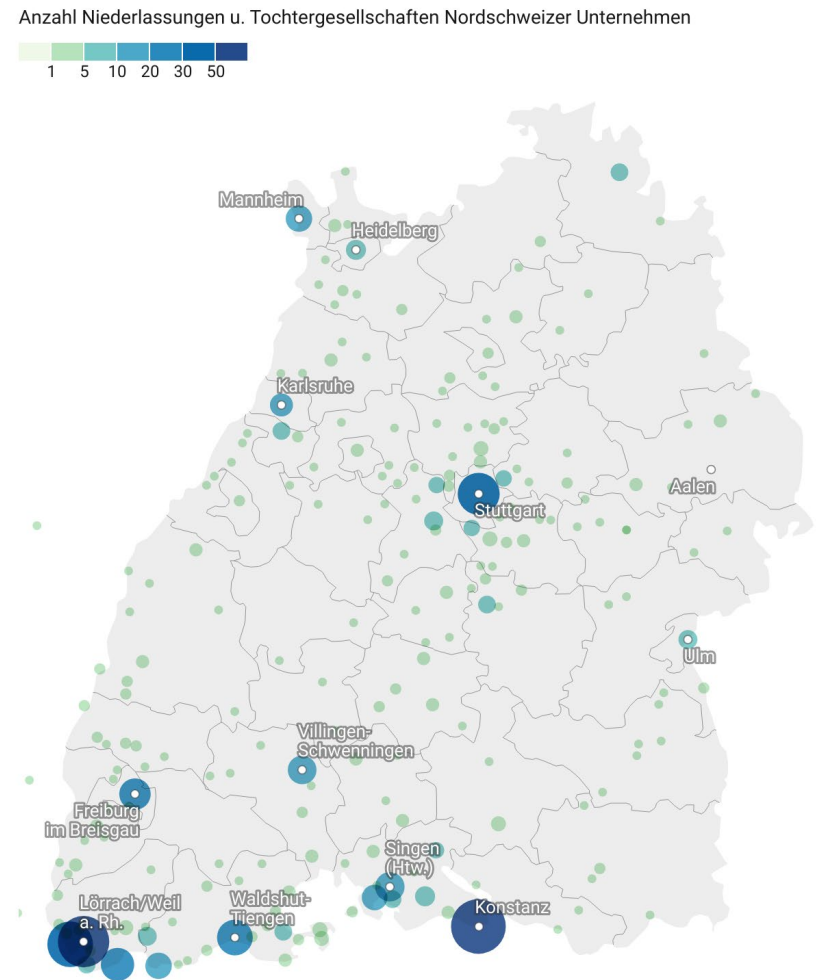 Anzahl Niederlassungen u. Tochtergesellschaften Nordschweizer Unternehmen
1 5 10 20 30 50
Mannheim
Heidelberg
Karlsruhe
Aalen
Stuttgart
Ulm
Villingen-
Schwenningen
Freiburg
im Breisgau
Singen
(Htw.)
Lörrach/Weil
a. Rh.
Waldshut-
Tiengen
Konstanz